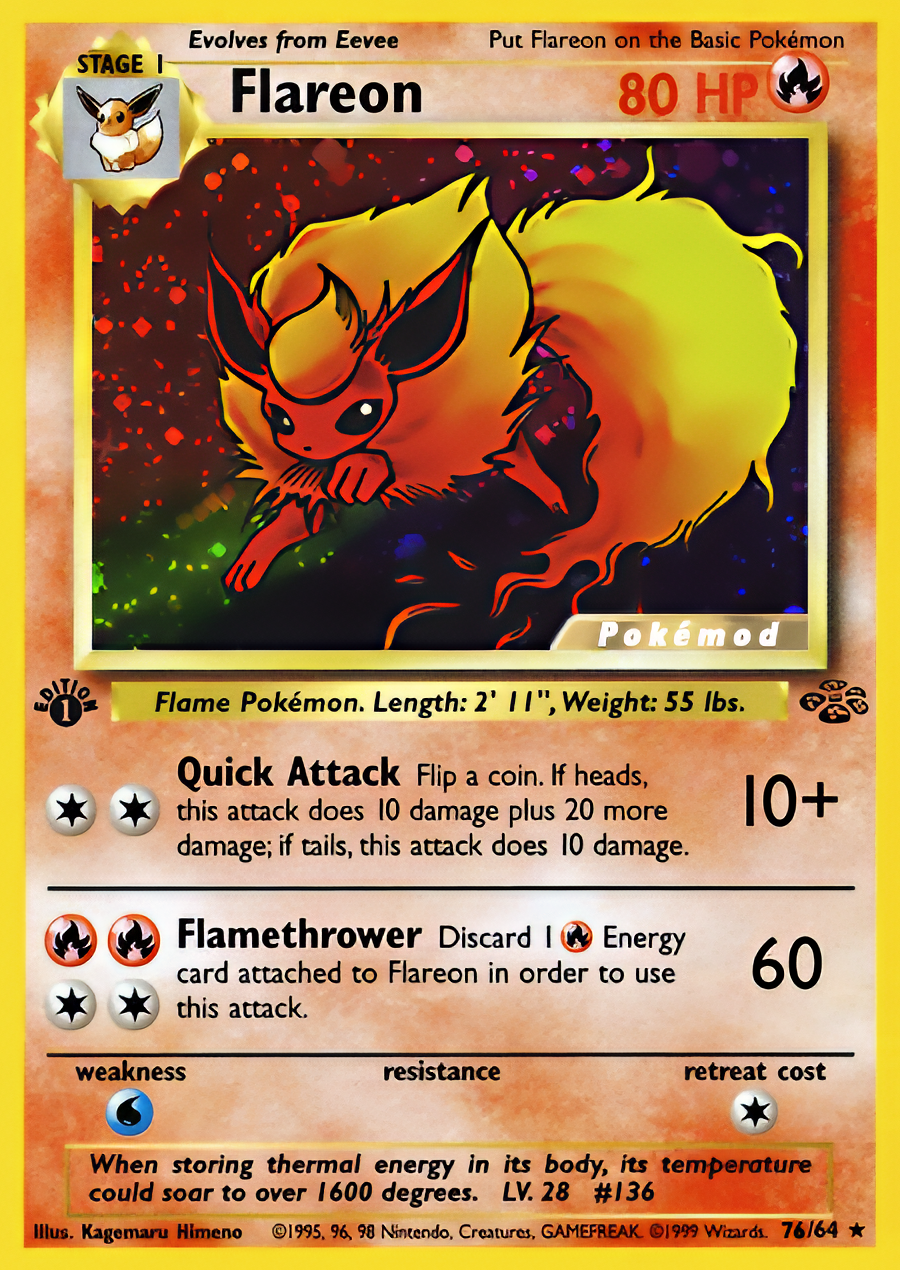 Evolves from Eevee
Put Flareon on the Basic Pokémon
STAGE 1
Flareon
80 HP
Pokémod
EDITION
1
Flame Pokémon. Length: 2' 11", Weight: 55 lbs.
Quick Attack Flip a coin. If heads,
this attack does 10 damage plus 20 more
damage; if tails, this attack does 10 damage.
10+
Flamethrower Discard 1 Energy
card attached to Flareon in order to use
this attack.
60
weakness
resistance
retreat cost
When storing thermal energy in its body, its temperature
could soar to over 1600 degrees. LV. 28 #136
Illus. Kagemaru Himeno ©1995, 96, 98 Nintendo, Creatures, GAMEFREAK. ©1999 Wizards. 76/64 ★